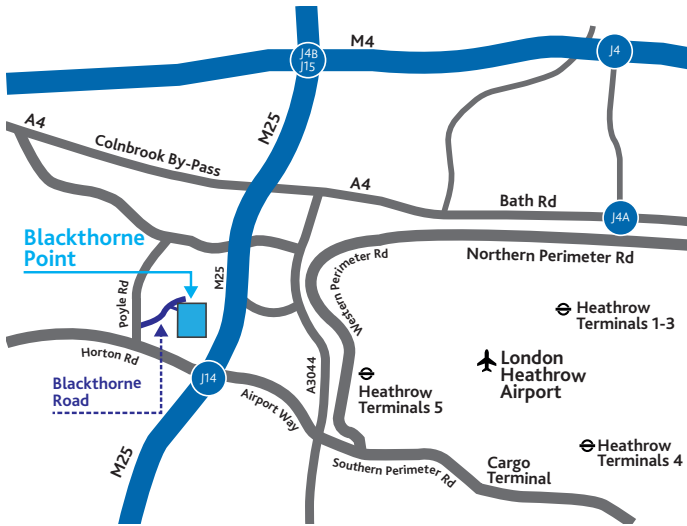 J4B
J15
M4
J4
A4
M25
Colnbrook By-Pass
A4
Bath Rd
J4A
Blackthorne
Point
Northern Perimeter Rd
Western Perimeter Rd
M25
Poyle Rd
Heathrow
Terminals 1-3
Horton Rd
London
Heathrow
Airport
J14
A3044
Blackthorne
Road
Heathrow
Terminals 5
Airport Way
M25
Southern Perimeter Rd
Cargo
Terminal
Heathrow
Terminals 4